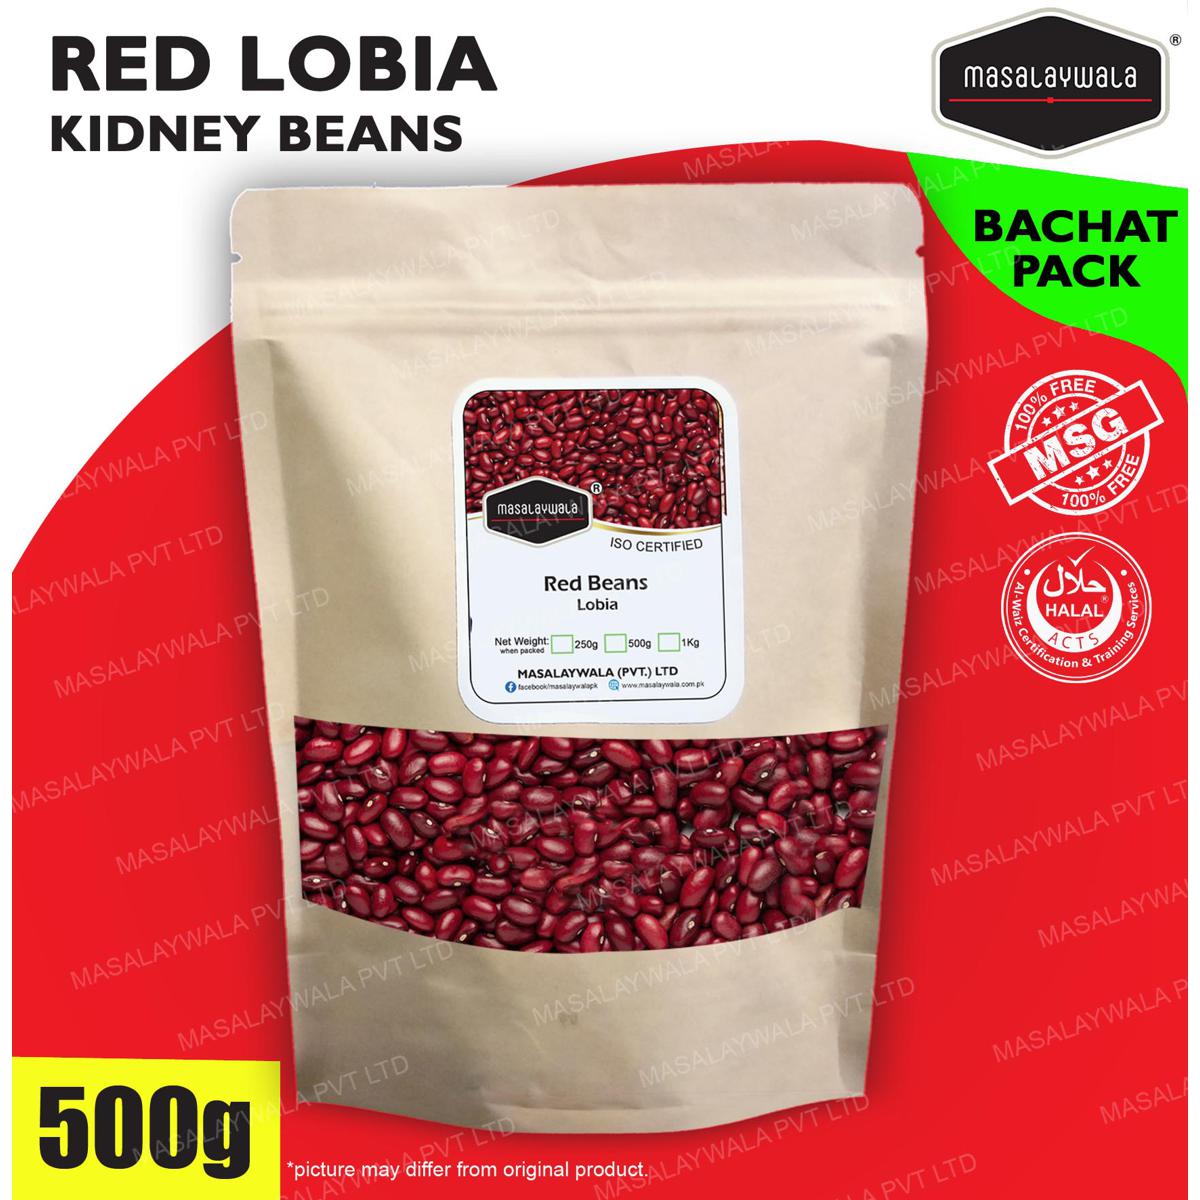 RED LOBIA
KIDNEY BEANS
masalaywala ®
BACHAT
PACK
100% FREE
MSG
100% FREE
حلال
HALAL ®
ACTS
Al-Waiz Certification & Training Services
masalaywala ®
ISO CERTIFIED
Red Beans
Lobia
Net Weight: 250g 500g 1Kg
when packed
MASALAYWALA (PVT.) LTD
facebook/masalaywalapk www.masalaywala.com.pk
500g
*picture may differ from original product.
MASALAYWALA PVT LTD